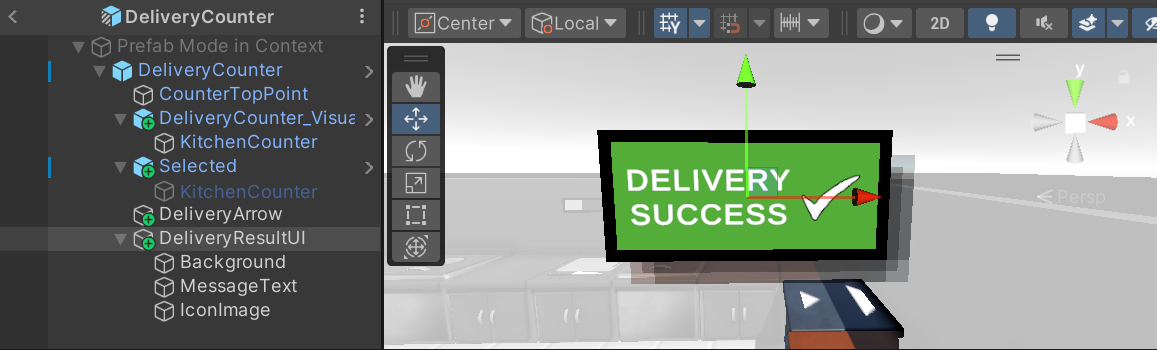 DeliveryCounter
Prefab Mode in Context
DeliveryCounter
CounterTopPoint
DeliveryCounter_Visua
KitchenCounter
Selected
KitchenCounter
DeliveryArrow
DeliveryResultUI
Background
MessageText
IconImage
Center Local 2D
y
x
Persp
DELIVERY
SUCCESS